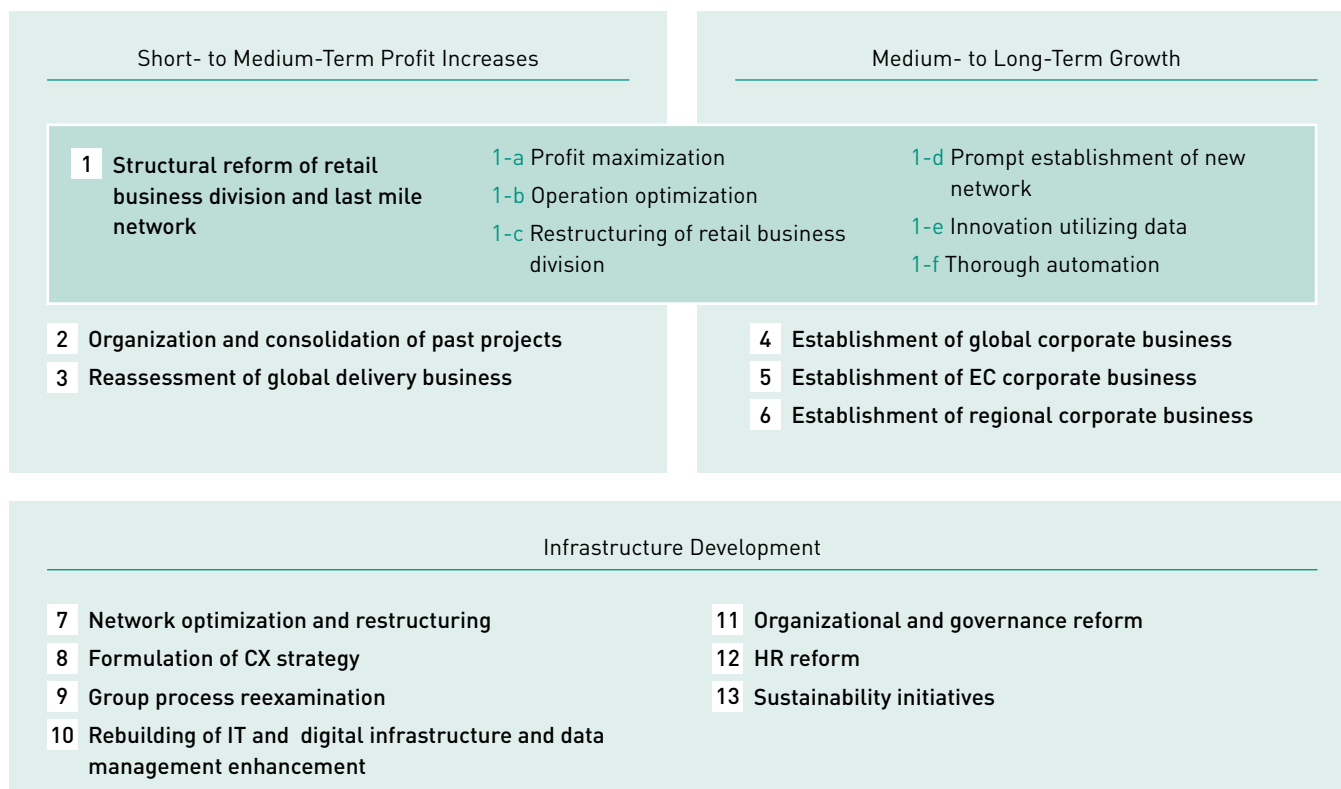 Short- to Medium-Term Profit Increases
Medium- to Long-Term Growth
1 Structural reform of retail
business division and last mile
network
1-a Profit maximization
1-b Operation optimization
1-c Restructuring of retail business
division
1-d Prompt establishment of new
network
1-e Innovation utilizing data
1-f Thorough automation
2 Organization and consolidation of past projects
3 Reassessment of global delivery business
4 Establishment of global corporate business
5 Establishment of EC corporate business
6 Establishment of regional corporate business
Infrastructure Development
7 Network optimization and restructuring
8 Formulation of CX strategy
9 Group process reexamination
10 Rebuilding of IT and digital infrastructure and data
management enhancement
11 Organizational and governance reform
12 HR reform
13 Sustainability initiatives